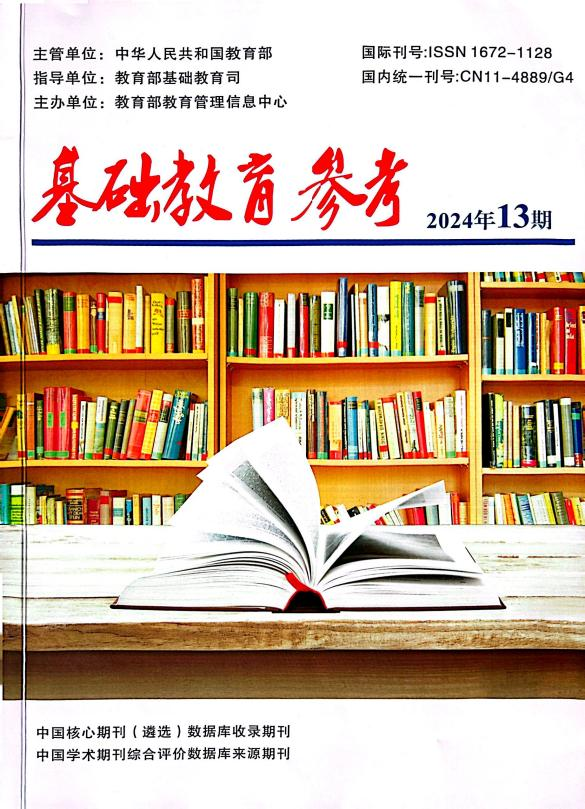 主管单位：中华人民共和国教育部
指导单位：教育部基础教育司
主办单位：教育部教育管理信息中心
国际刊号:ISSN 1672-1128
国内统一刊号:CN11-4889/G4
基础教育参考
2024年13期
中国核心期刊（遴选）数据库收录期刊
中国学术期刊综合评价数据库来源期刊